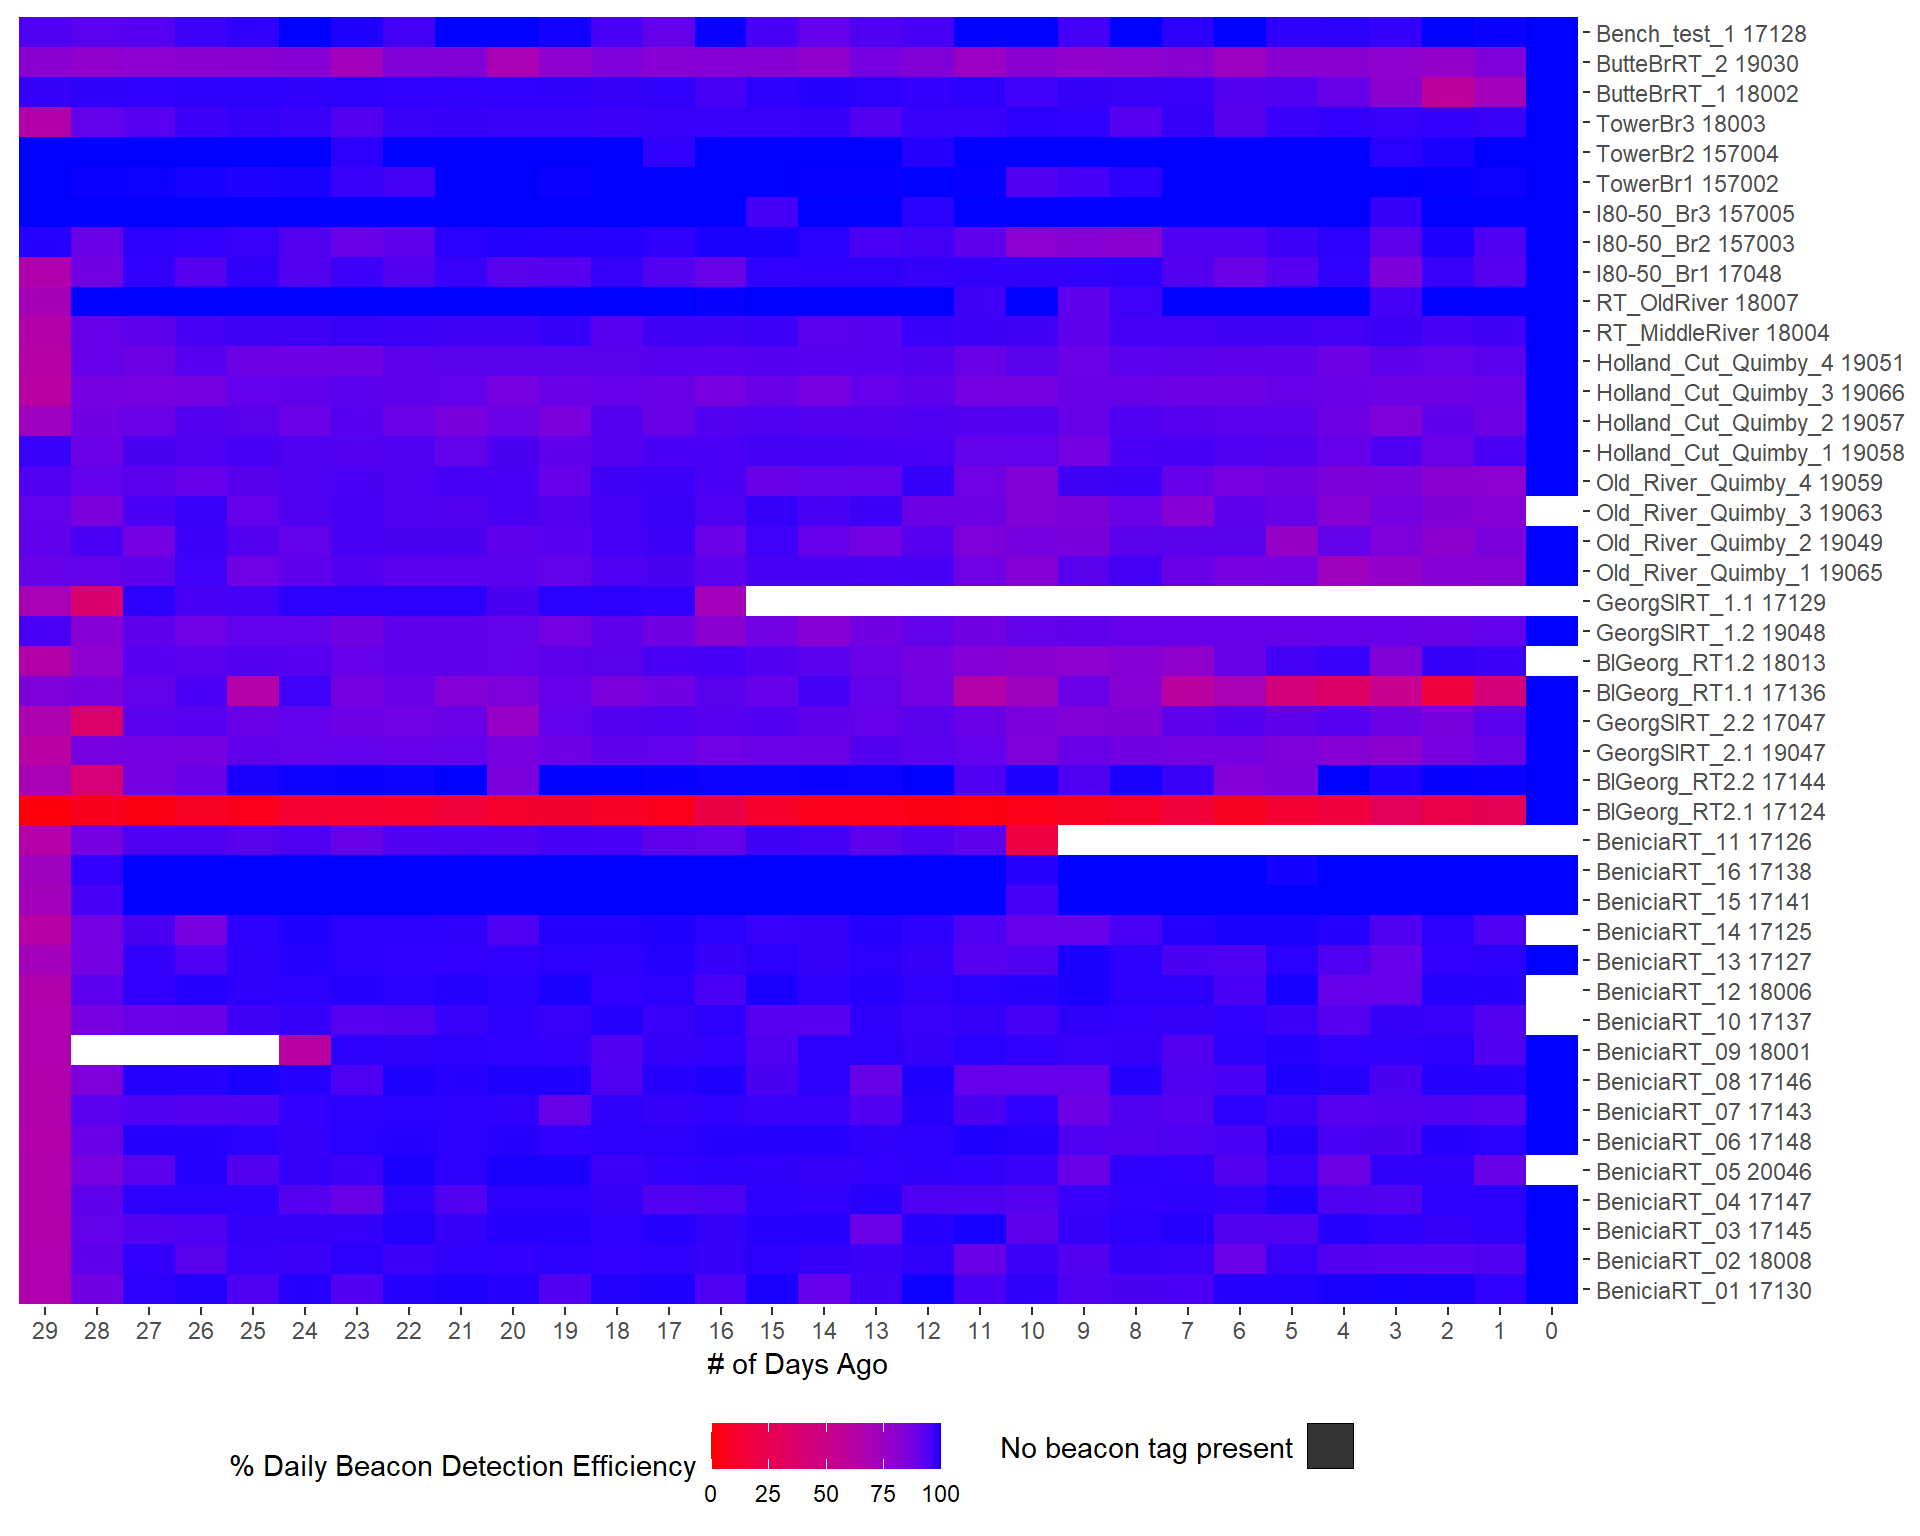 Bench_test_1 17128
ButteBrRT_2 19030
ButteBrRT_1 18002
TowerBr3 18003
TowerBr2 157004
TowerBr1 157002
I80-50_Br3 157005
I80-50_Br2 157003
I80-50_Br1 17048
RT_OldRiver 18007
RT_MiddleRiver 18004
Holland_Cut_Quimby_4 19051
Holland_Cut_Quimby_3 19066
Holland_Cut_Quimby_2 19057
Holland_Cut_Quimby_1 19058
Old_River_Quimby_4 19059
Old_River_Quimby_3 19063
Old_River_Quimby_2 19049
Old_River_Quimby_1 19065
GeorgSlRT_1.1 17129
GeorgSlRT_1.2 19048
BlGeorg_RT1.2 18013
BlGeorg_RT1.1 17136
GeorgSlRT_2.2 17047
GeorgSlRT_2.1 19047
BlGeorg_RT2.2 17144
BlGeorg_RT2.1 17124
BeniciaRT_11 17126
BeniciaRT_16 17138
BeniciaRT_15 17141
BeniciaRT_14 17125
BeniciaRT_13 17127
BeniciaRT_12 18006
BeniciaRT_10 17137
BeniciaRT_09 18001
BeniciaRT_08 17146
BeniciaRT_07 17143
BeniciaRT_06 17148
BeniciaRT_05 20046
BeniciaRT_04 17147
BeniciaRT_03 17145
BeniciaRT_02 18008
BeniciaRT_01 17130
29 28 27 26 25 24 23 22 21 20 19 18 17 16 15 14 13 12 11 10 9 8 7 6 5 4 3 2 1 0
# of Days Ago
% Daily Beacon Detection Efficiency
0 25 50 75 100
No beacon tag present